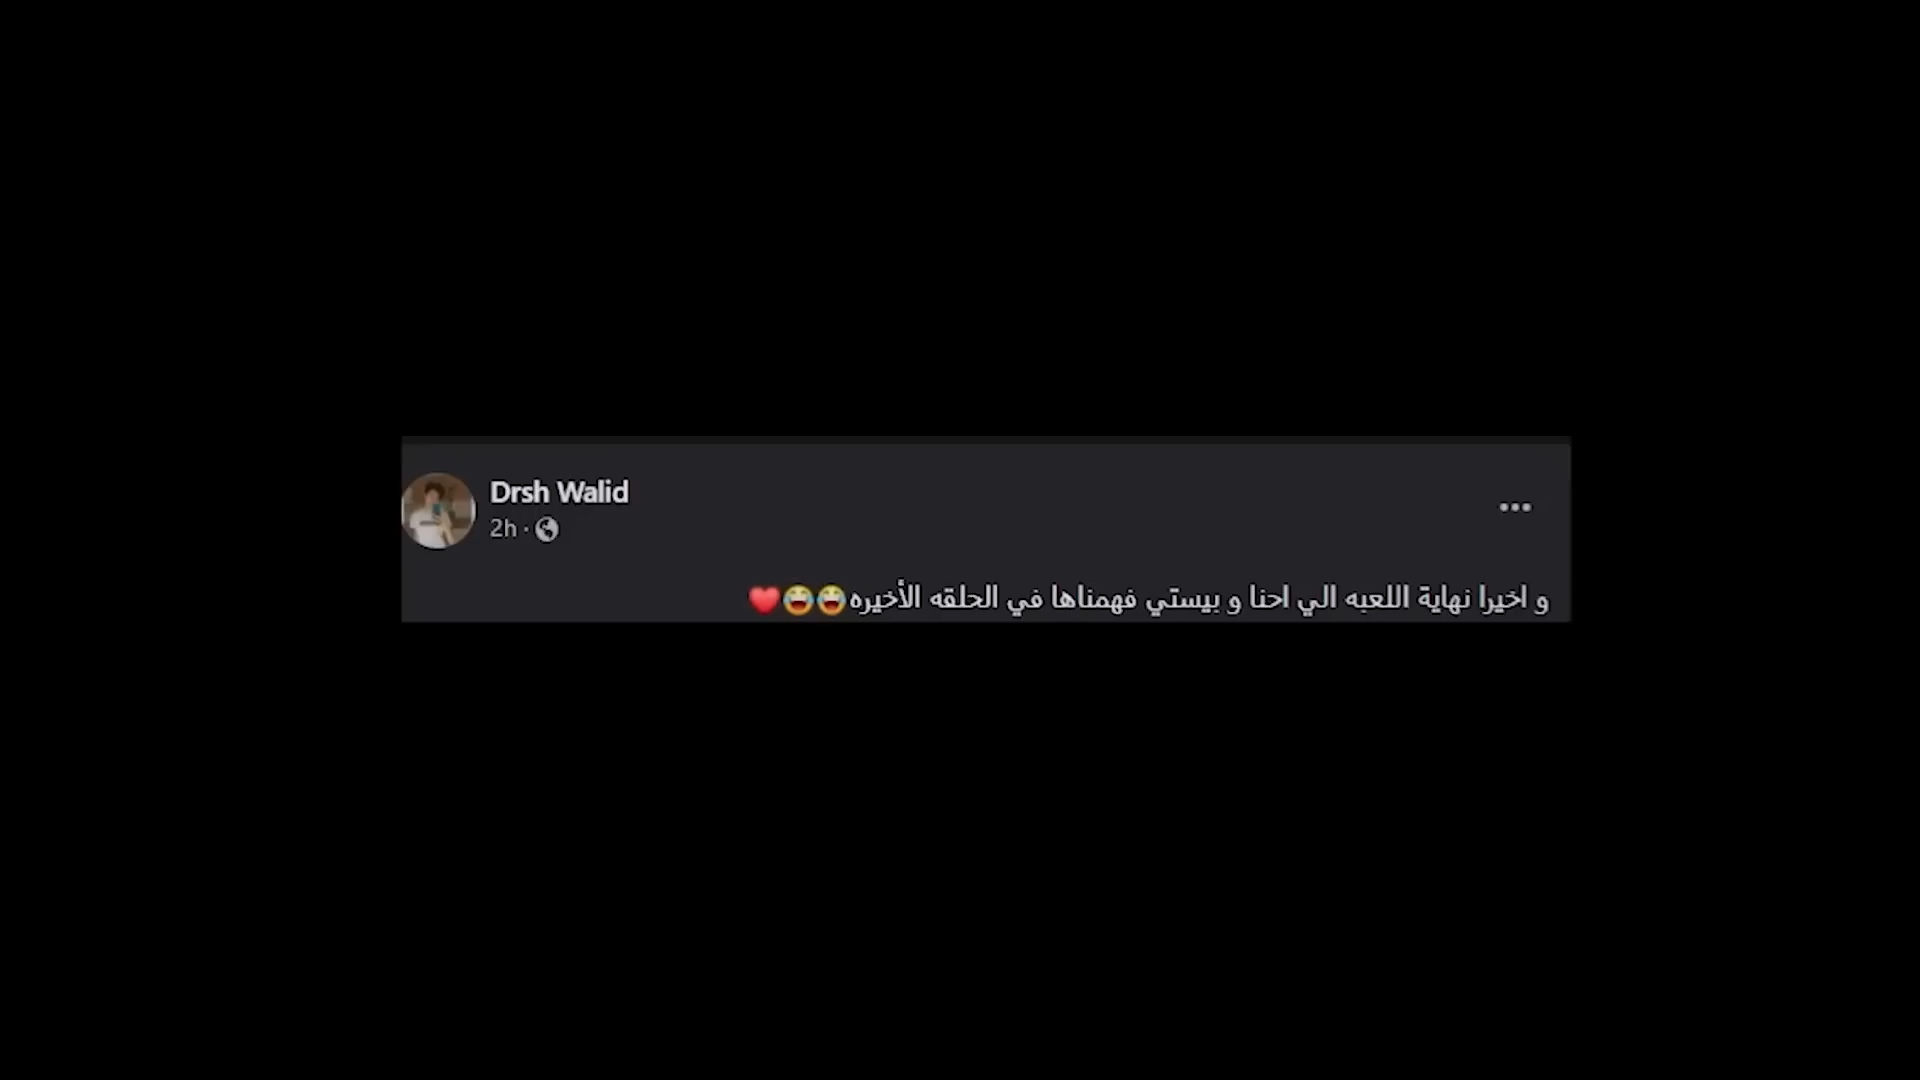 Drsh Walid
2h ·
و اخيرا نهاية اللعبه الي احنا و بيستي فهمناها في الحلقه الأخيره😂😂❤️